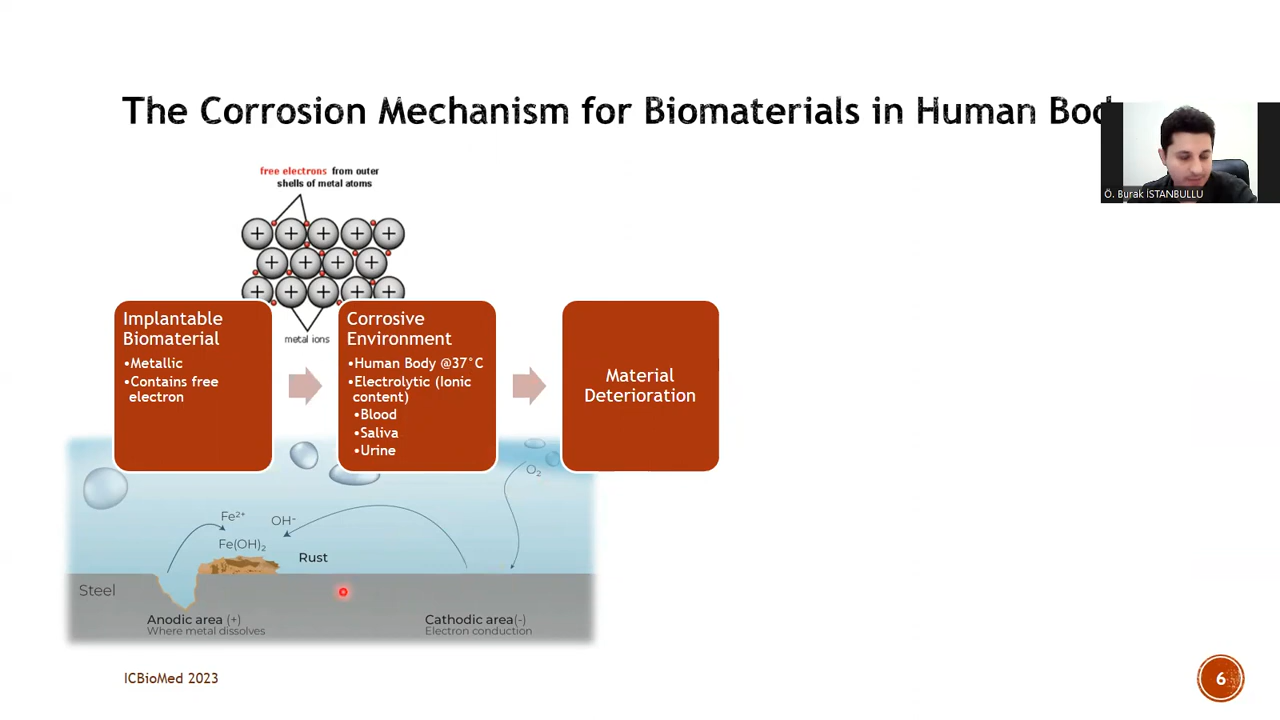 The Corrosion Mechanism for Biomaterials in Human Bod
Ö. Burak İSTANBULLU
free electrons from outer
shells of metal atoms
+ + + + +
+ + + +
+ + + + +
metal ions
Implantable
Biomaterial
•Metallic
•Contains free
electron
Corrosive
Environment
•Human Body @37°C
•Electrolytic (Ionic
content)
•Blood
•Saliva
•Urine
Material
Deterioration
O₂
Fe²⁺
OH⁻
Fe(OH)₂
Rust
Steel
Anodic area (+)
Where metal dissolves
Cathodic area(-)
Electron conduction
ICBioMed 2023
6